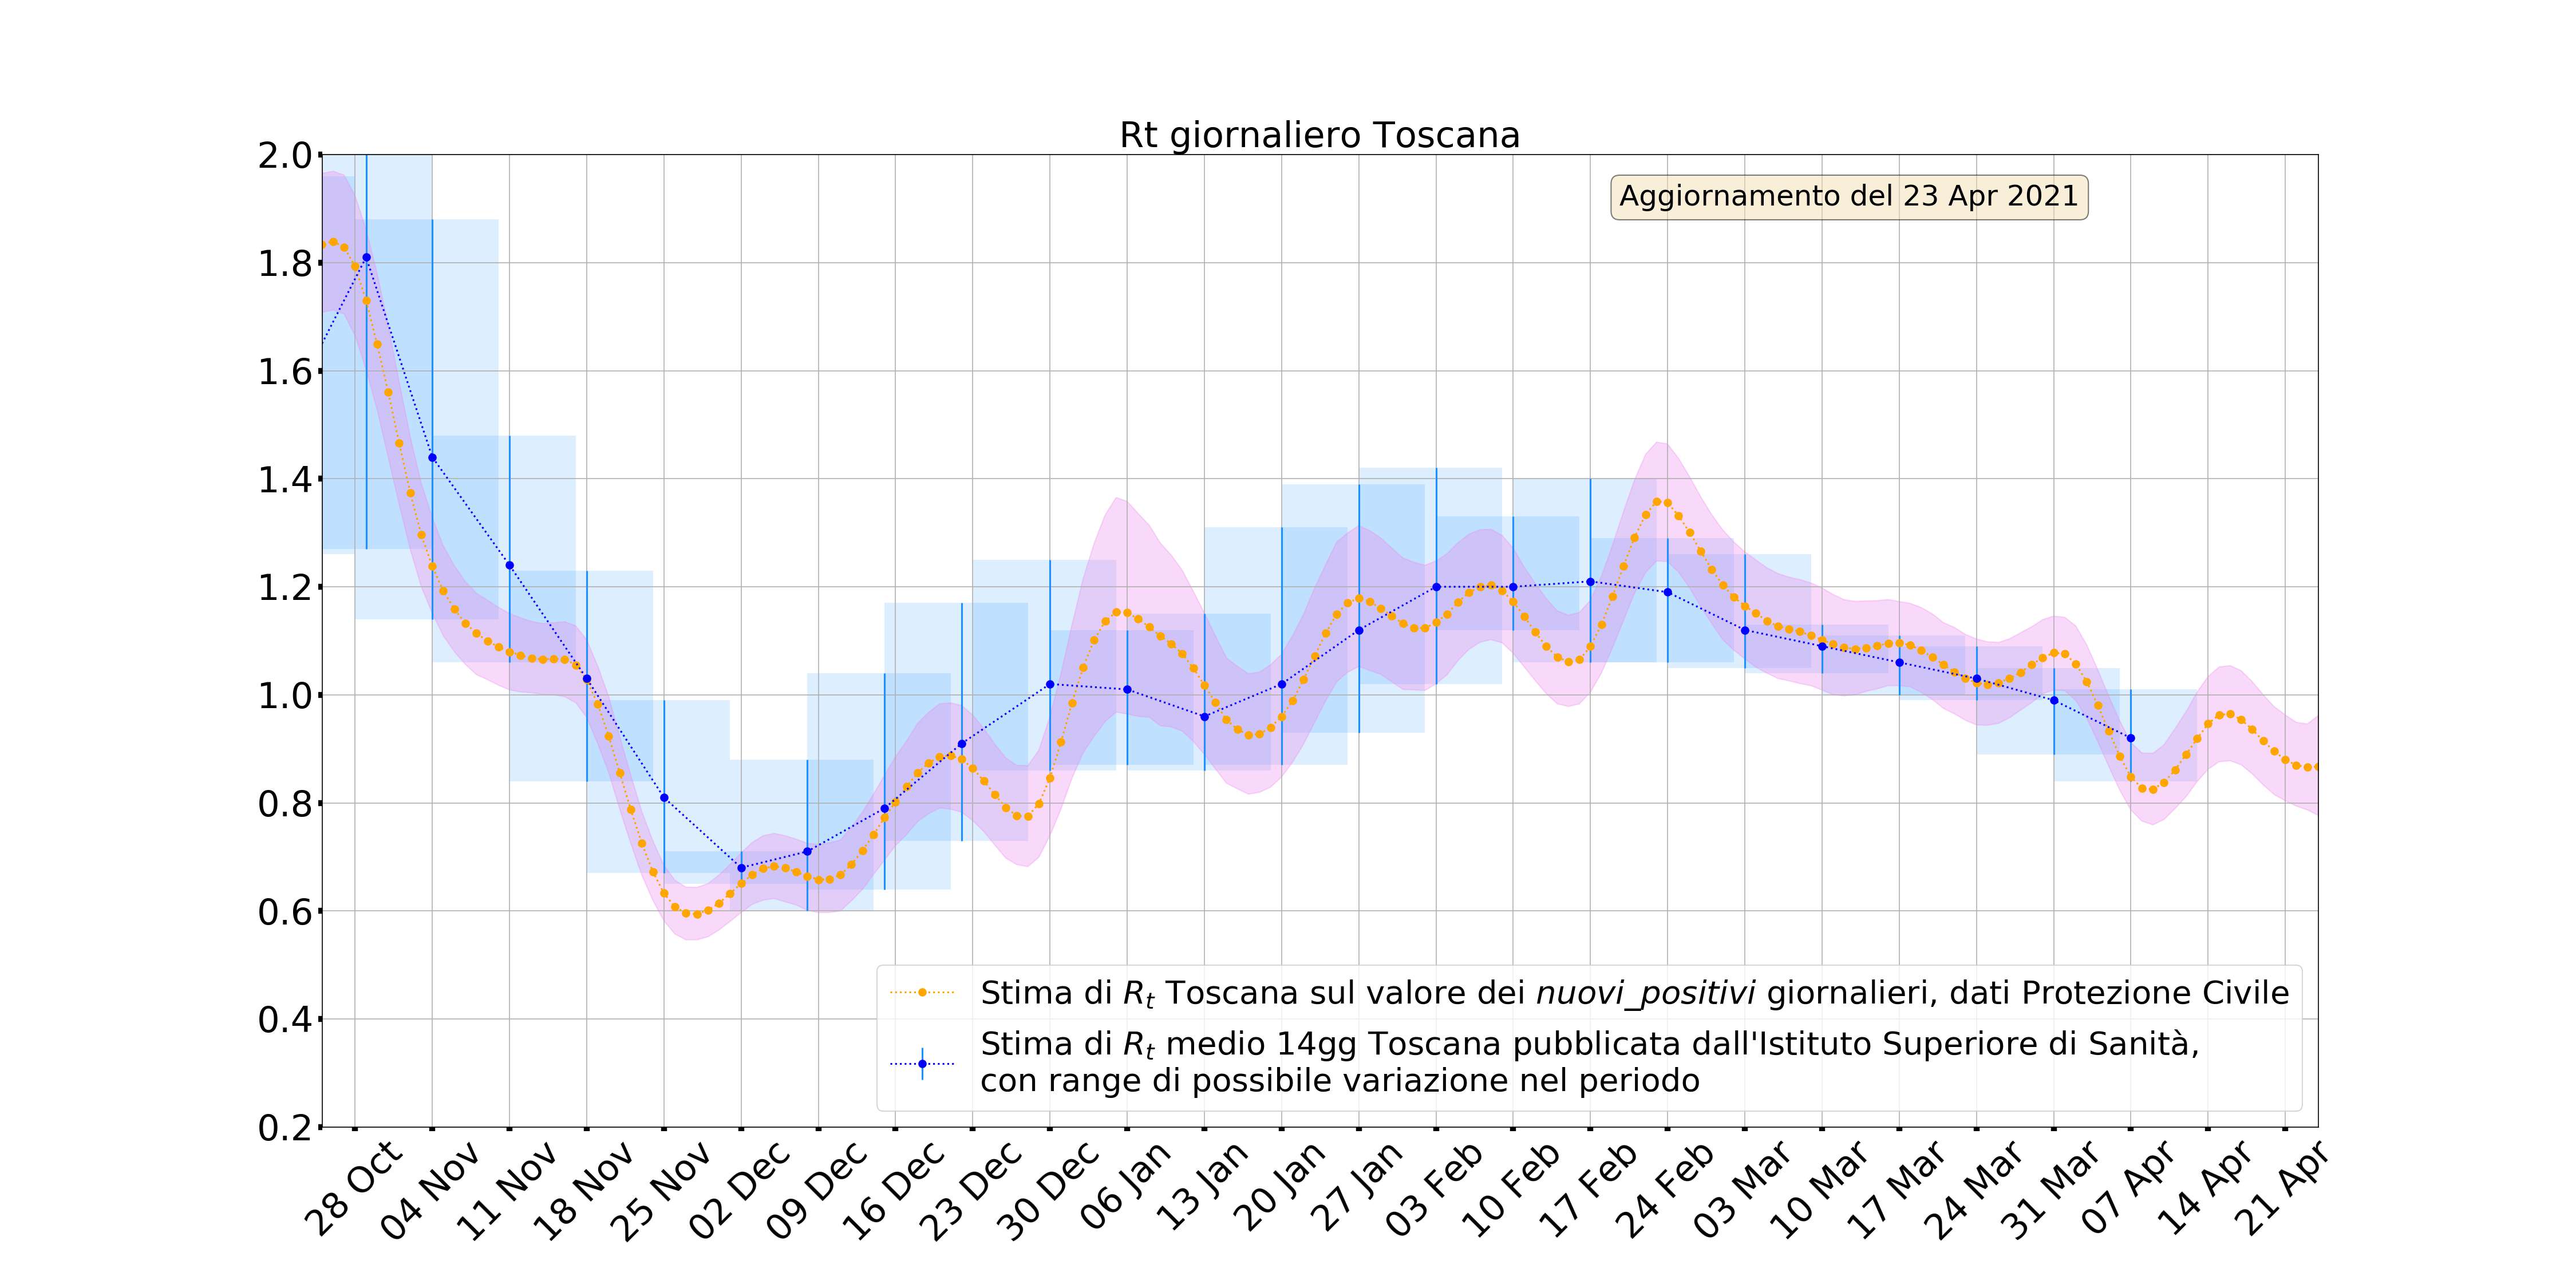 Rt giornaliero Toscana
Aggiornamento del 23 Apr 2021
2.0
1.8
1.6
1.4
1.2
1.0
0.8
0.6
0.4
0.2
Stima di Rt Toscana sul valore dei nuovi_positivi giornalieri, dati Protezione Civile
Stima di Rt medio 14gg Toscana pubblicata dall'Istituto Superiore di Sanità,
con range di possibile variazione nel periodo
28 Oct
04 Nov
11 Nov
18 Nov
25 Nov
02 Dec
09 Dec
16 Dec
23 Dec
30 Dec
06 Jan
13 Jan
20 Jan
27 Jan
03 Feb
10 Feb
17 Feb
24 Feb
03 Mar
10 Mar
17 Mar
24 Mar
31 Mar
07 Apr
14 Apr
21 Apr